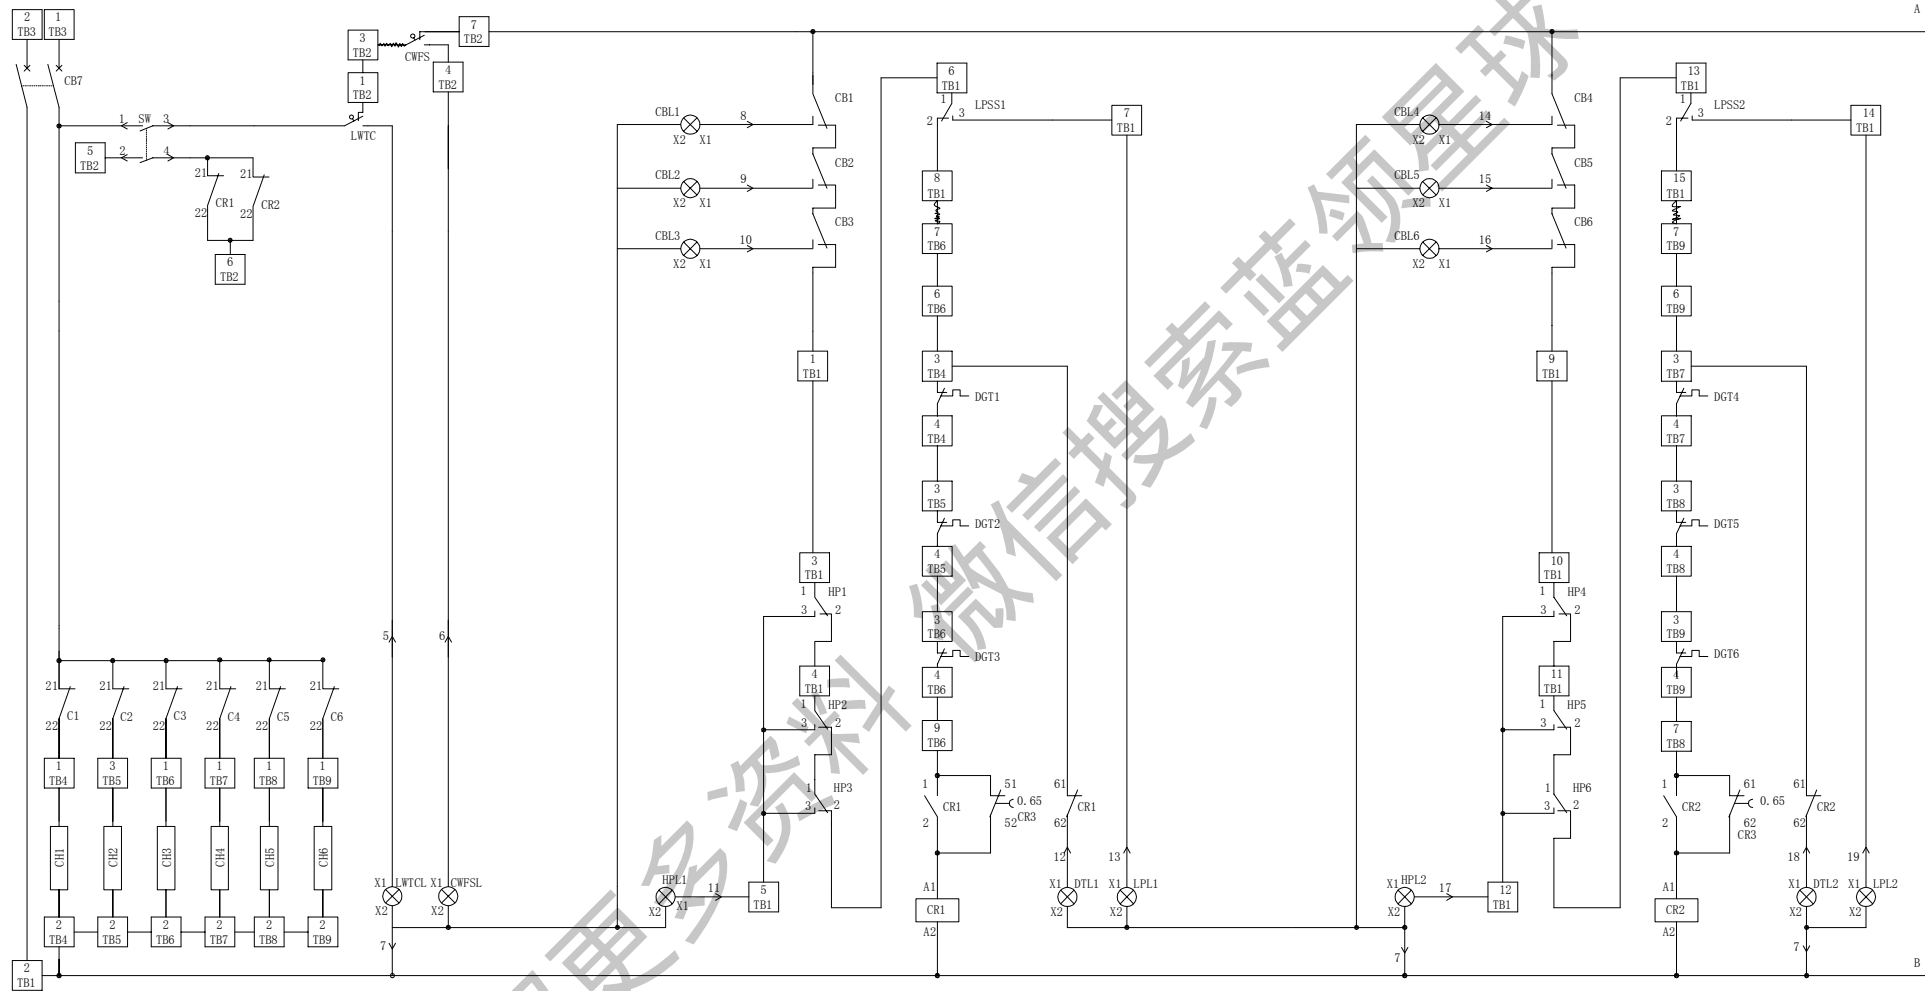 2 TB3
1 TB3
CB7
1 SW 3
2 4
5 TB2
21 22 CR1
21 22 CR2
6 TB2
3 TB2
1 TB2
LWTC
CWFS
7 TB2
4 TB2
A
5
6
21 22 C1
21 22 C2
21 22 C3
21 22 C4
21 22 C5
21 22 C6
1 TB4
3 TB5
1 TB6
1 TB7
1 TB8
1 TB9
CH1
CH2
CH3
CH4
CH5
CH6
2 TB4
2 TB5
2 TB6
2 TB7
2 TB8
2 TB9
2 TB1
X1 LWTCL X2
X1 CWFSL X2
7
CBL1 X2 X1 8 CB1
CBL2 X2 X1 9 CB2
CBL3 X2 X1 10 CB3
1 TB1
3 TB1
1 HP1 3 2
4 TB1
1 HP2 3 2
1 HP3 3 2
HPL1 X2 X1 11
5 TB1
6 TB1
1 LPSS1 2 3
7 TB1
8 TB1
7 TB6
6 TB6
3 TB4
DGT1
4 TB4
3 TB5
DGT2
4 TB5
3 TB6
DGT3
4 TB6
9 TB6
1 CR1 2
51 0.65 52 CR3
61 CR1 62
12
13
A1 CR1 A2
X1 DTL1 X2
X1 LPL1 X2
CBL4 X2 X1 14 CB4
CBL5 X2 X1 15 CB5
CBL6 X2 X1 16 CB6
9 TB1
10 TB1
1 HP4 3 2
11 TB1
1 HP5 3 2
1 HP6 3 2
X1 HPL2 X2 17
12 TB1
7
13 TB1
1 LPSS2 2 3
14 TB1
15 TB1
7 TB9
6 TB9
3 TB7
DGT4
4 TB7
3 TB8
DGT5
4 TB8
3 TB9
DGT6
4 TB9
7 TB8
1 CR2 2
61 0.65 62 CR3
61 CR2 62
18
19
A1 CR2 A2
X1 DTL2 X2
X1 LPL2 X2
7
B
更多资料 微信搜索蓝领星球